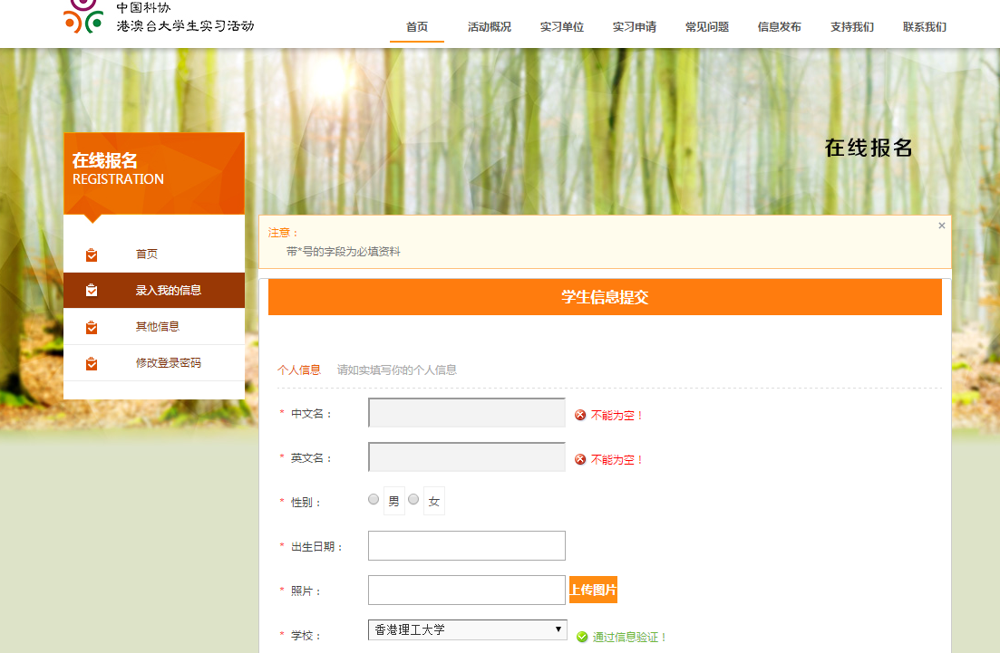 中国科协
港澳台大学生实习活动
首页 活动概况 实习单位 实习申请 常见问题 信息发布 支持我们 联系我们
在线报名
在线报名
REGISTRATION
首页
录入我的信息
其他信息
修改登录密码
注意：
×
带*号的字段为必填资料
学生信息提交
个人信息 请如实填写你的个人信息
* 中文名： 不能为空！
* 英文名： 不能为空！
* 性别： 男 女
* 出生日期：
* 照片： 上传图片
* 学校： 香港理工大学 通过信息验证！